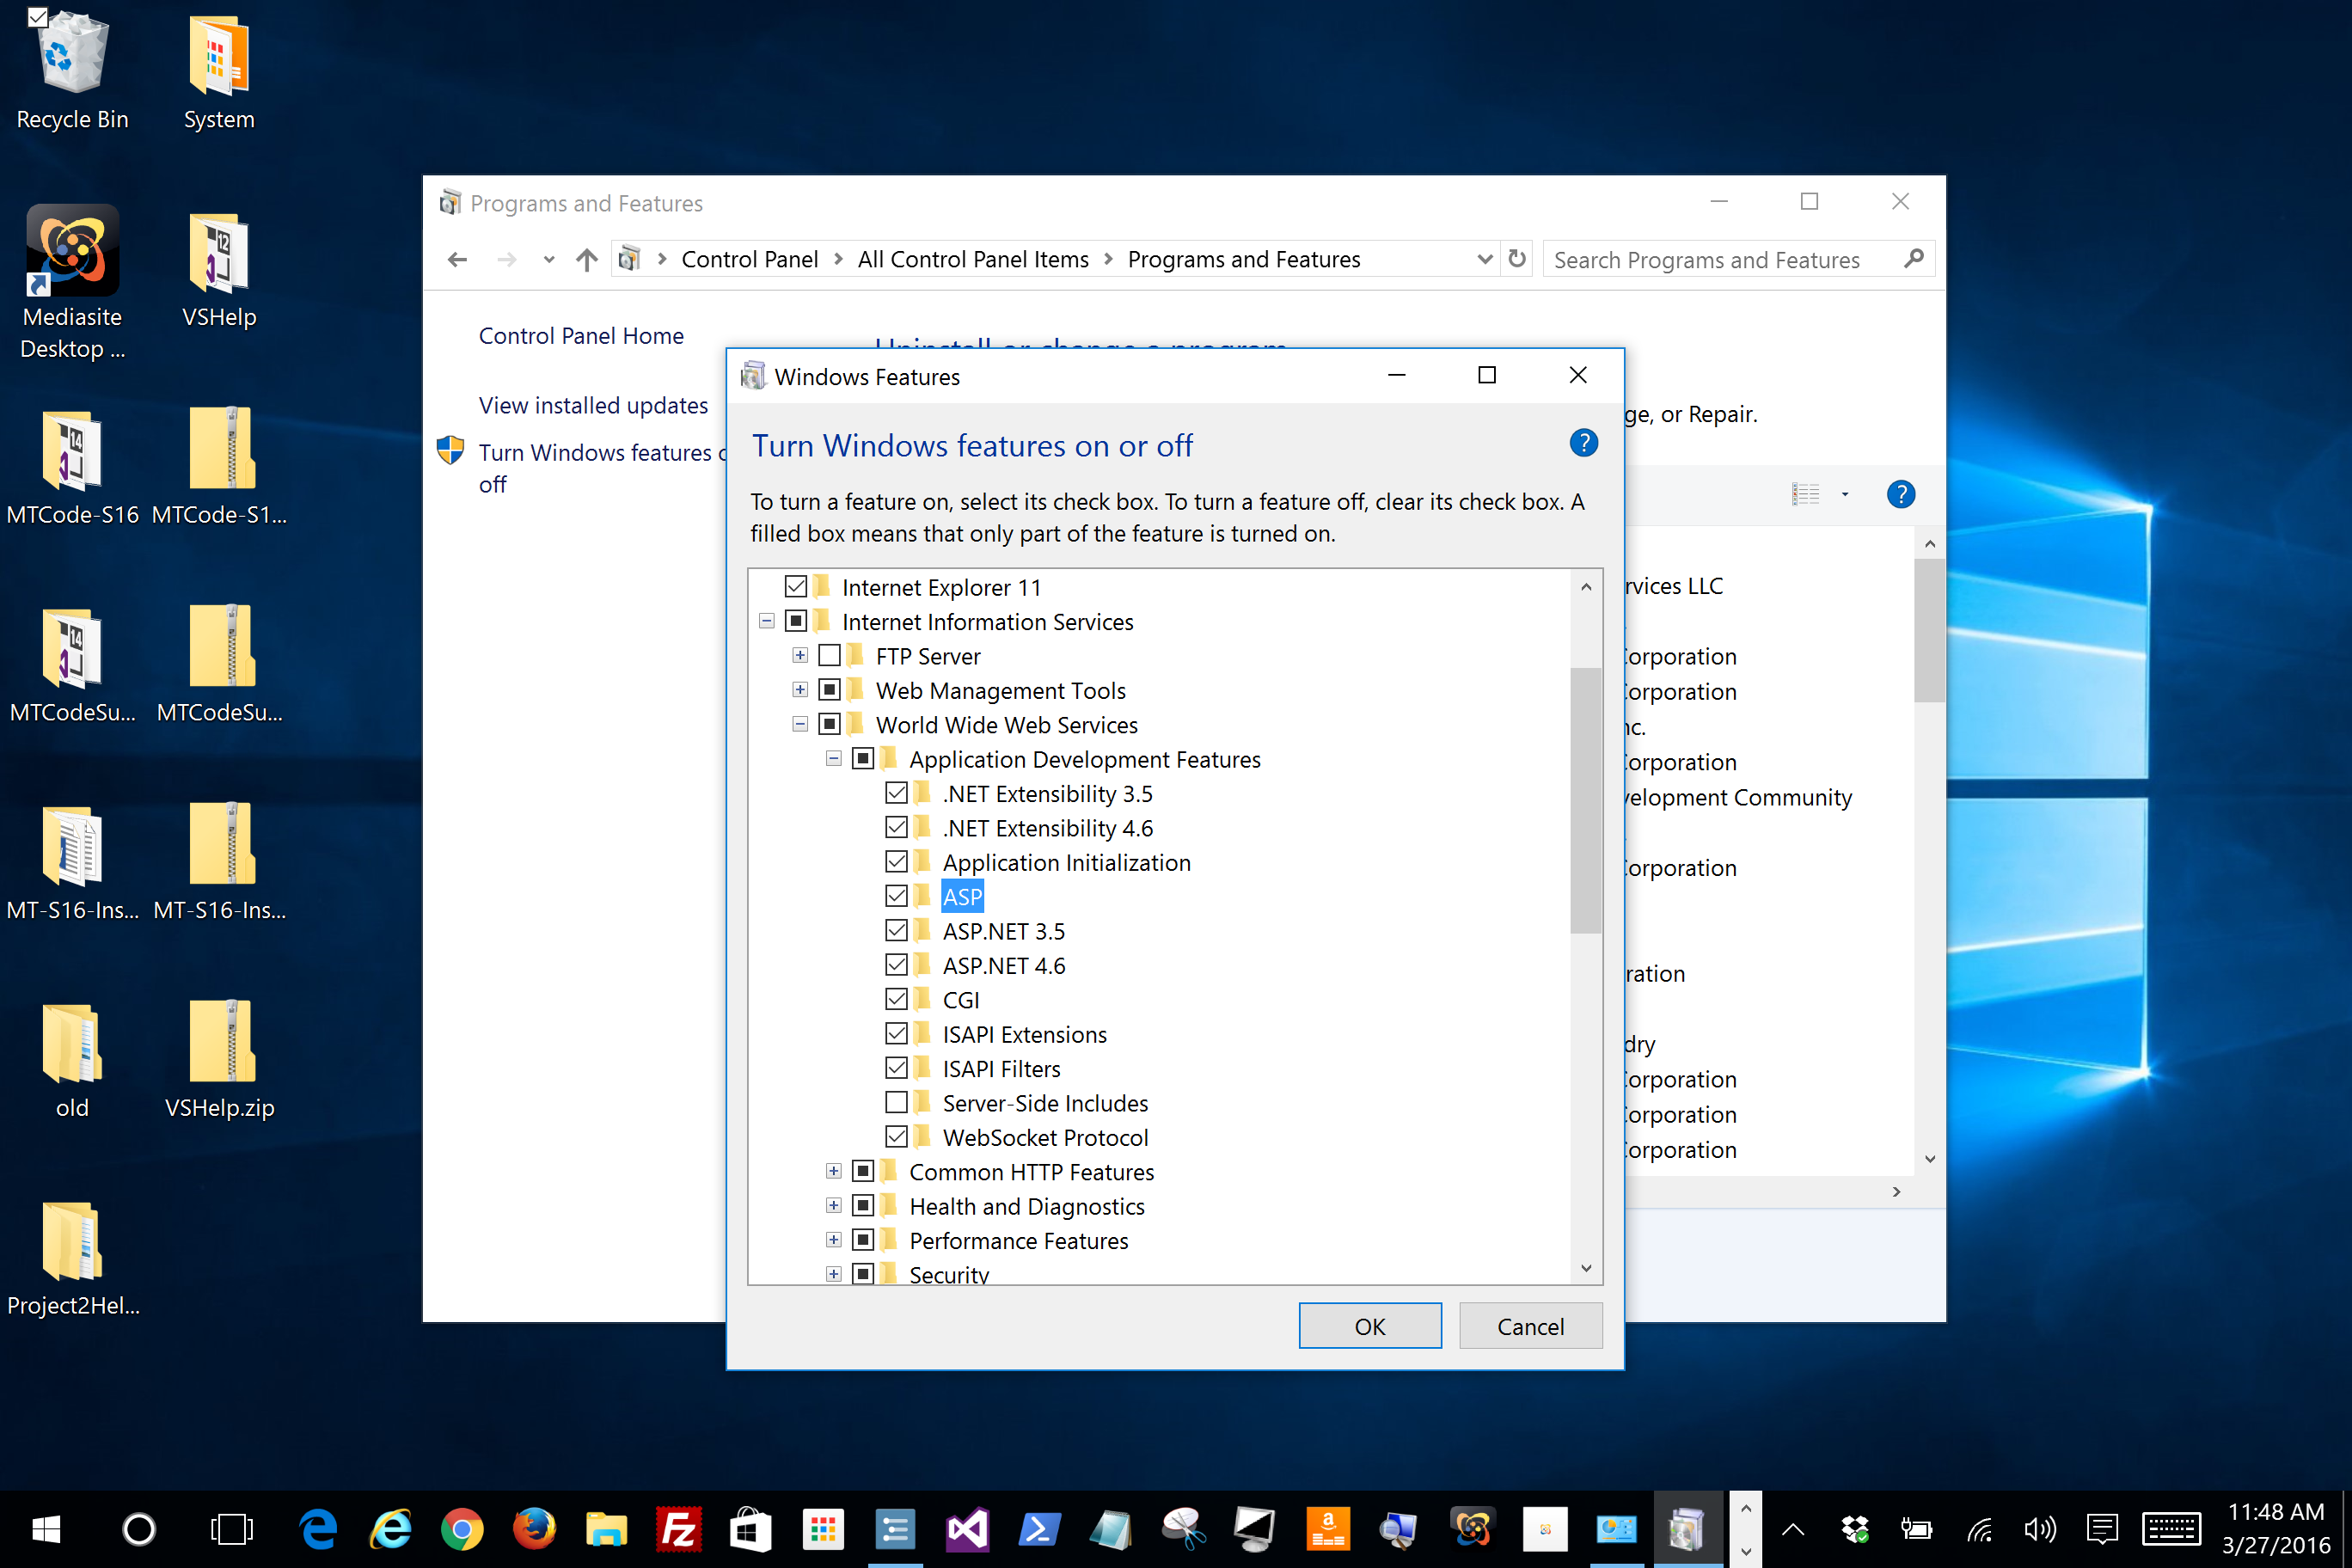 Recycle Bin
System
Mediasite
Desktop ...
VSHelp
MTCode-S16
MTCode-S1...
MTCodeSu...
MTCodeSu...
MT-S16-Ins...
MT-S16-Ins...
old
VSHelp.zip
Project2Hel...
Programs and Features
Control Panel > All Control Panel Items > Programs and Features
Search Programs and Features
Control Panel Home
View installed updates
Turn Windows features
off
Uninstall or change a program
ge, or Repair.
rvices LLC
orporation
orporation
nc.
orporation
velopment Community
orporation
ration
dry
orporation
orporation
orporation
Windows Features
Turn Windows features on or off
To turn a feature on, select its check box. To turn a feature off, clear its check box. A
filled box means that only part of the feature is turned on.
Internet Explorer 11
Internet Information Services
FTP Server
Web Management Tools
World Wide Web Services
Application Development Features
.NET Extensibility 3.5
.NET Extensibility 4.6
Application Initialization
ASP
ASP.NET 3.5
ASP.NET 4.6
CGI
ISAPI Extensions
ISAPI Filters
Server-Side Includes
WebSocket Protocol
Common HTTP Features
Health and Diagnostics
Performance Features
Security
OK
Cancel
11:48 AM
3/27/2016